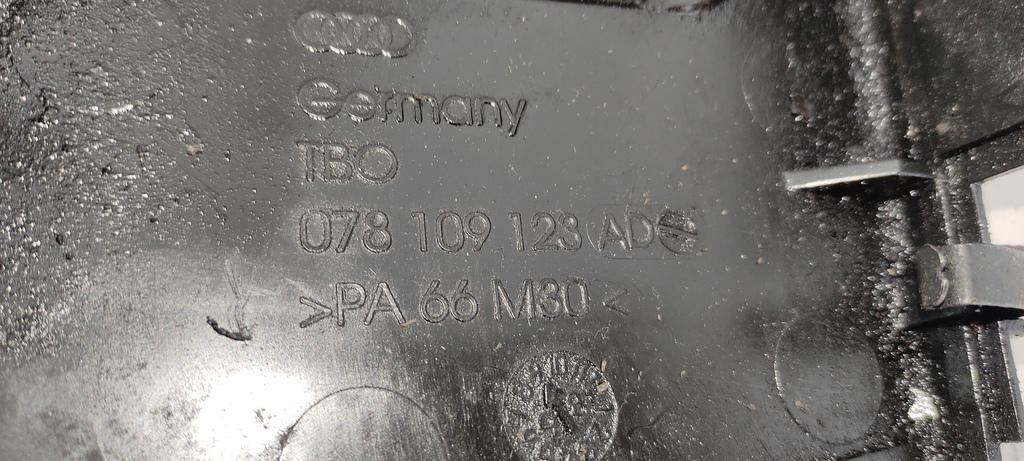 Germany
TBO
078 109 123 AD
>PA 66 M30<